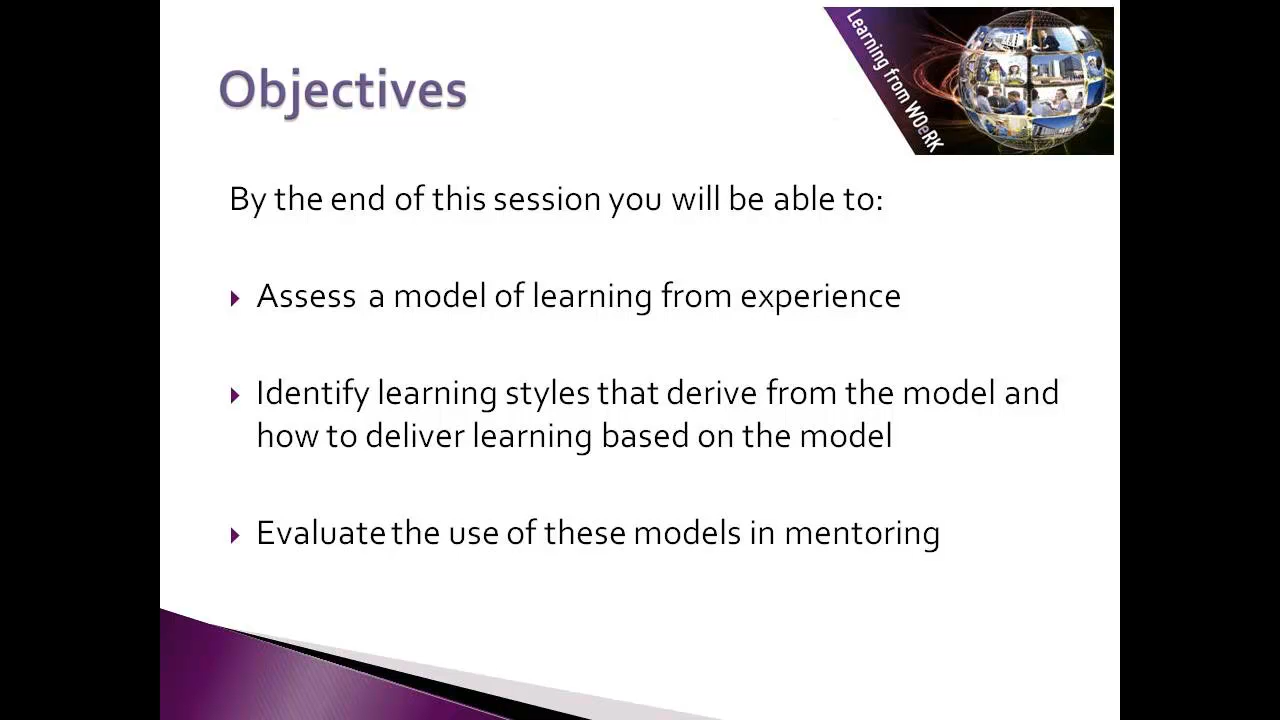 Learning from WOeRK
Objectives
By the end of this session you will be able to:
Assess a model of learning from experience
Identify learning styles that derive from the model and
how to deliver learning based on the model
Evaluate the use of these models in mentoring